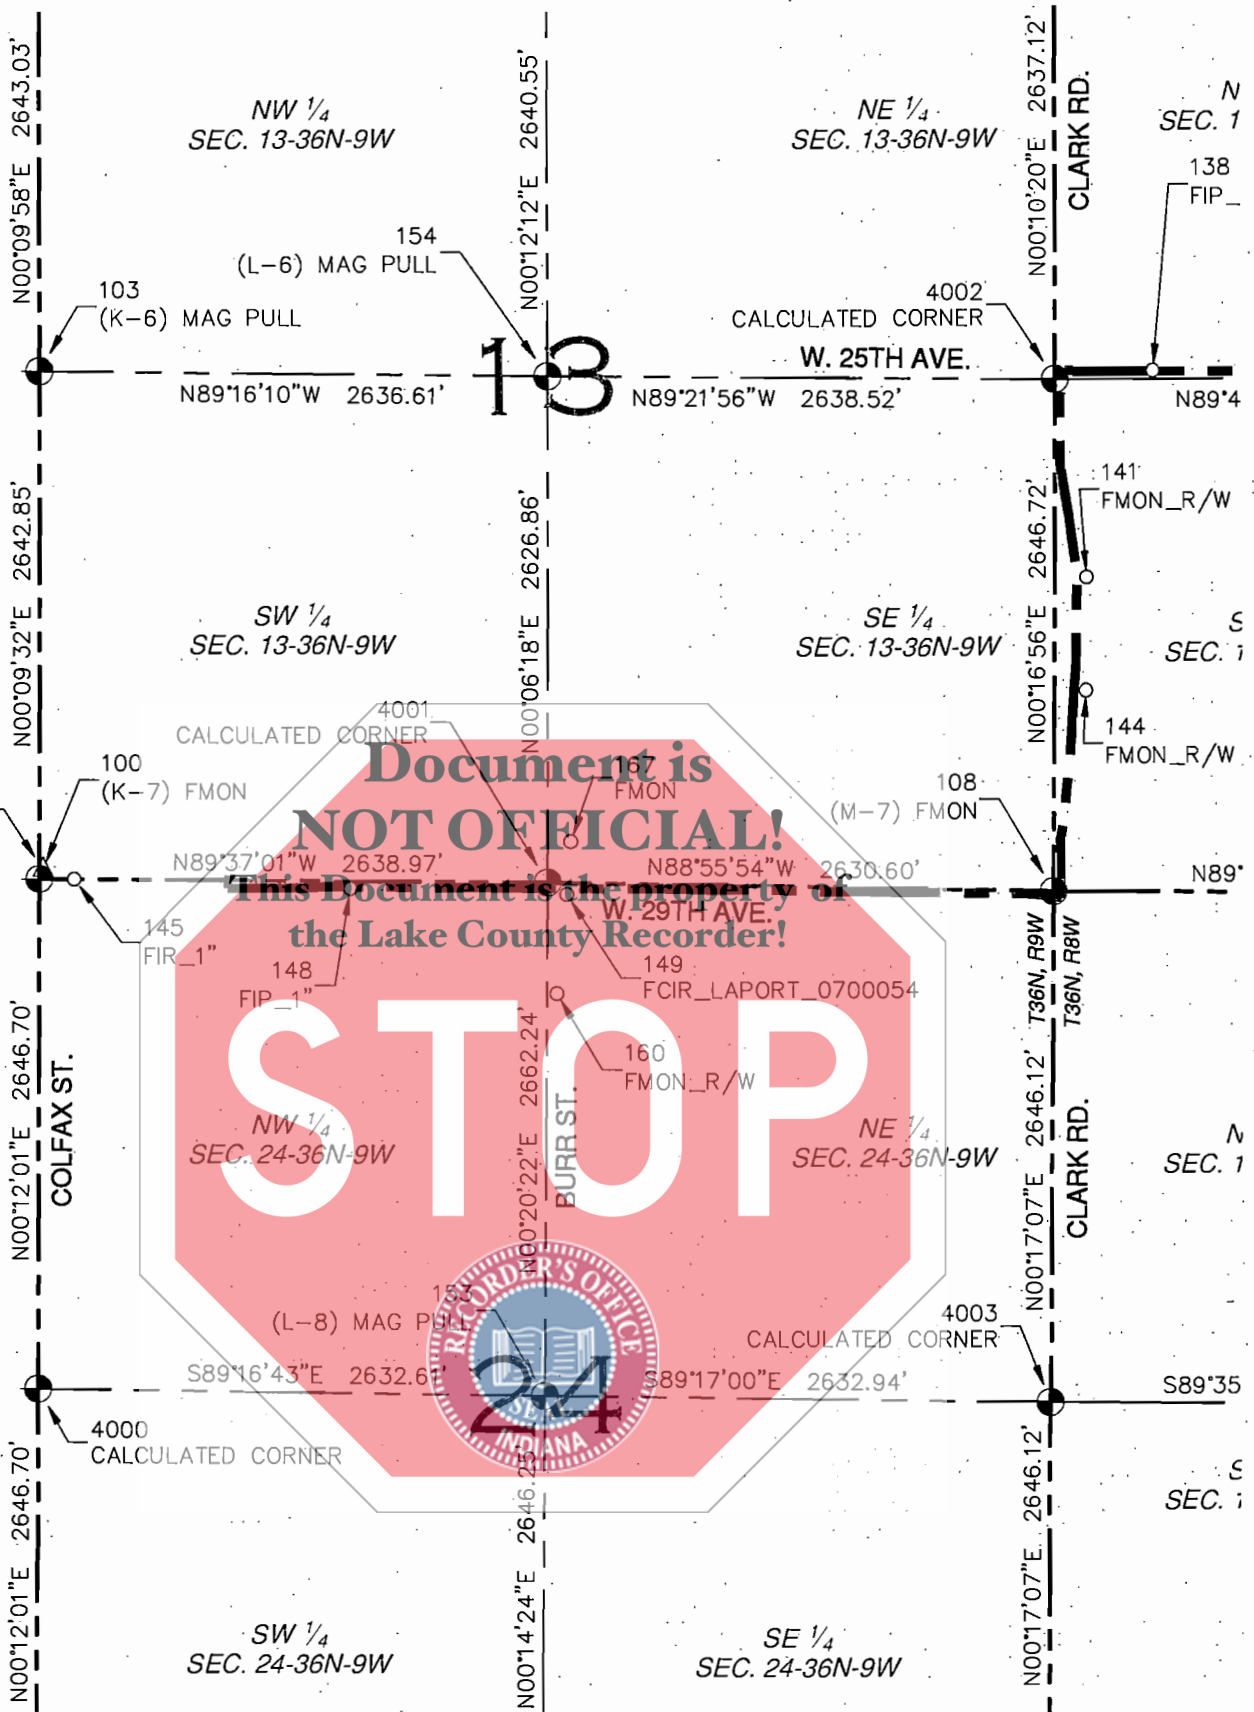 N00°09'58"E 2643.03'
N00°12'12"E 2640.55'
N00°10'20"E 2637.12'
CLARK RD.
NW 1/4
SEC. 13-36N-9W
NE 1/4
SEC. 13-36N-9W
N
SEC. 1
138
FIP_
154
(L-6) MAG PULL
103
(K-6) MAG PULL
4002
CALCULATED CORNER
W. 25TH AVE.
13
N89°16'10"W 2636.61'
N89°21'56"W 2638.52'
N89°4
N00°09'32"E 2642.85'
N00°06'18"E 2626.86'
N00°16'56"E 2646.72'
141
FMON_R/W
SW 1/4
SEC. 13-36N-9W
SE 1/4
SEC. 13-36N-9W
S
SEC. 1
144
FMON_R/W
4001
CALCULATED CORNER
Document is
NOT OFFICIAL!
This Document is the property of
the Lake County Recorder!
167
FMON
100
(K-7) FMON
108
(M-7) FMON
N89°37'01"W 2638.97'
N88°55'54"W 2630.60'
N89°
W. 29TH AVE.
145
FIR_1"
148
FIP_1"
149
FCIR_LAPORT_0700054
T36N, R9W
T36N, R8W
STOP
160
FMON_R/W
N00°12'01"E 2646.70'
COLFAX ST.
N00°20'22"E 2662.24'
BURR ST.
N00°17'07"E 2646.12'
CLARK RD.
NW 1/4
SEC. 24-36N-9W
NE 1/4
SEC. 24-36N-9W
N
SEC. 1
RECORDER'S OFFICE
SEAL
INDIANA
153
(L-8) MAG PULL
4003
CALCULATED CORNER
S89°16'43"E 2632.61'
24
S89°17'00"E 2632.94'
S89°35
4000
CALCULATED CORNER
N00°12'01"E 2646.70'
N00°14'24"E 2646.25'
N00°17'07"E 2646.12'
S
SEC. 1
SW 1/4
SEC. 24-36N-9W
SE 1/4
SEC. 24-36N-9W